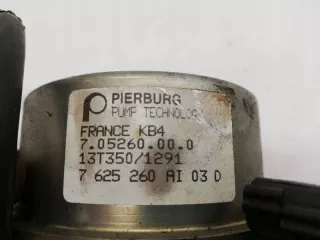 PIERBURG
PUMP TECHNOLOG
FRANCE KB4
7.05260.00.0
13T350/1291
7 625 260 AI 03 D